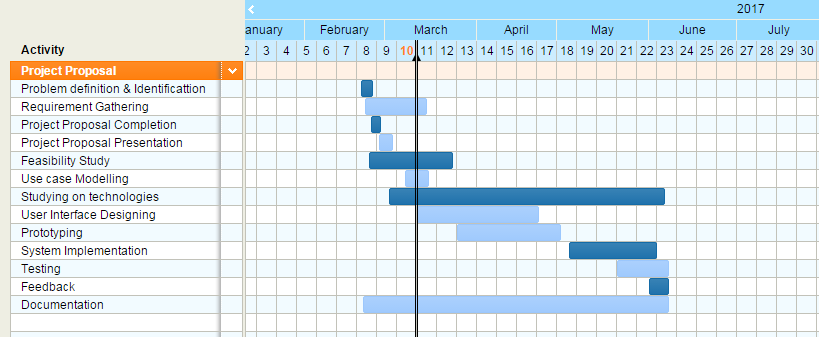 2017
anuary February March April May June July
Activity 2 3 4 5 6 7 8 9 10 11 12 13 14 15 16 17 18 19 20 21 22 23 24 25 26 27 28 29 30
Project Proposal
Problem definition & Identification
Requirement Gathering
Project Proposal Completion
Project Proposal Presentation
Feasibility Study
Use case Modelling
Studying on technologies
User Interface Designing
Prototyping
System Implementation
Testing
Feedback
Documentation